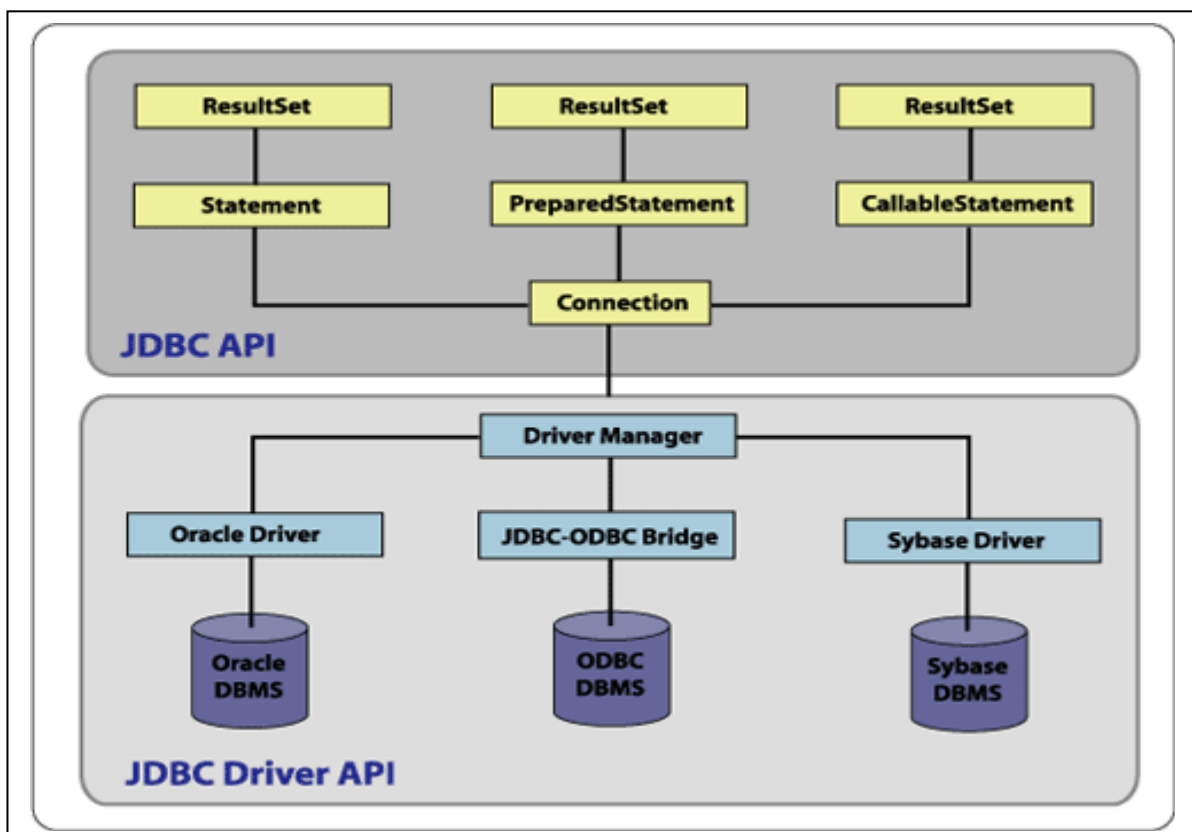 ResultSet
ResultSet
ResultSet
Statement
PreparedStatement
CallableStatement
Connection
JDBC API
Driver Manager
Oracle Driver
JDBC-ODBC Bridge
Sybase Driver
Oracle
DBMS
ODBC
DBMS
Sybase
DBMS
JDBC Driver API